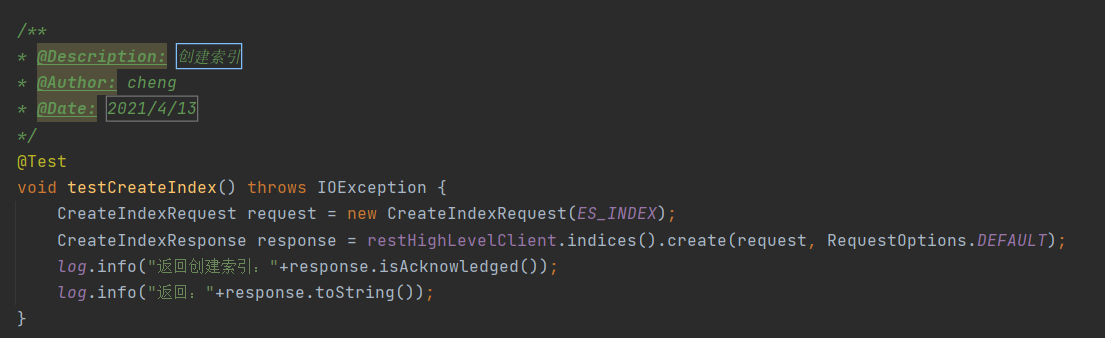 /**
* @Description: 创建索引
* @Author: cheng
* @Date: 2021/4/13
*/
@Test
void testCreateIndex() throws IOException {
CreateIndexRequest request = new CreateIndexRequest(ES_INDEX);
CreateIndexResponse response = restHighLevelClient.indices().create(request, RequestOptions.DEFAULT);
log.info("返回创建索引："+response.isAcknowledged());
log.info("返回："+response.toString());
}